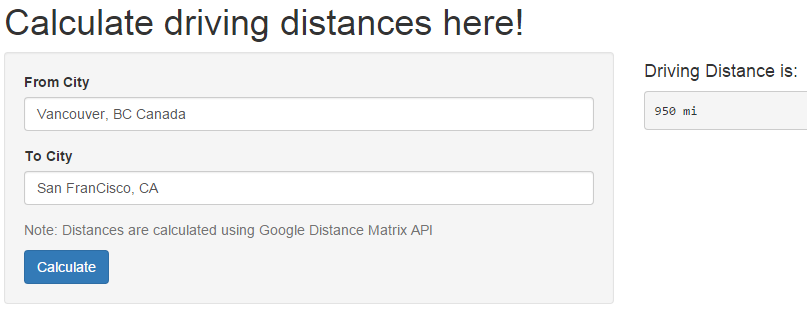 Calculate driving distances here!
From City
Vancouver, BC Canada
To City
San FranCisco, CA
Note: Distances are calculated using Google Distance Matrix API
Calculate
Driving Distance is:
950 mi